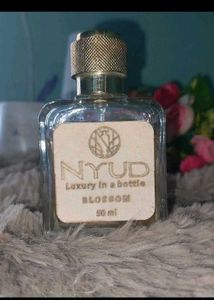 NYUD
Luxury in a bottle
BLOSSOM
50 ml